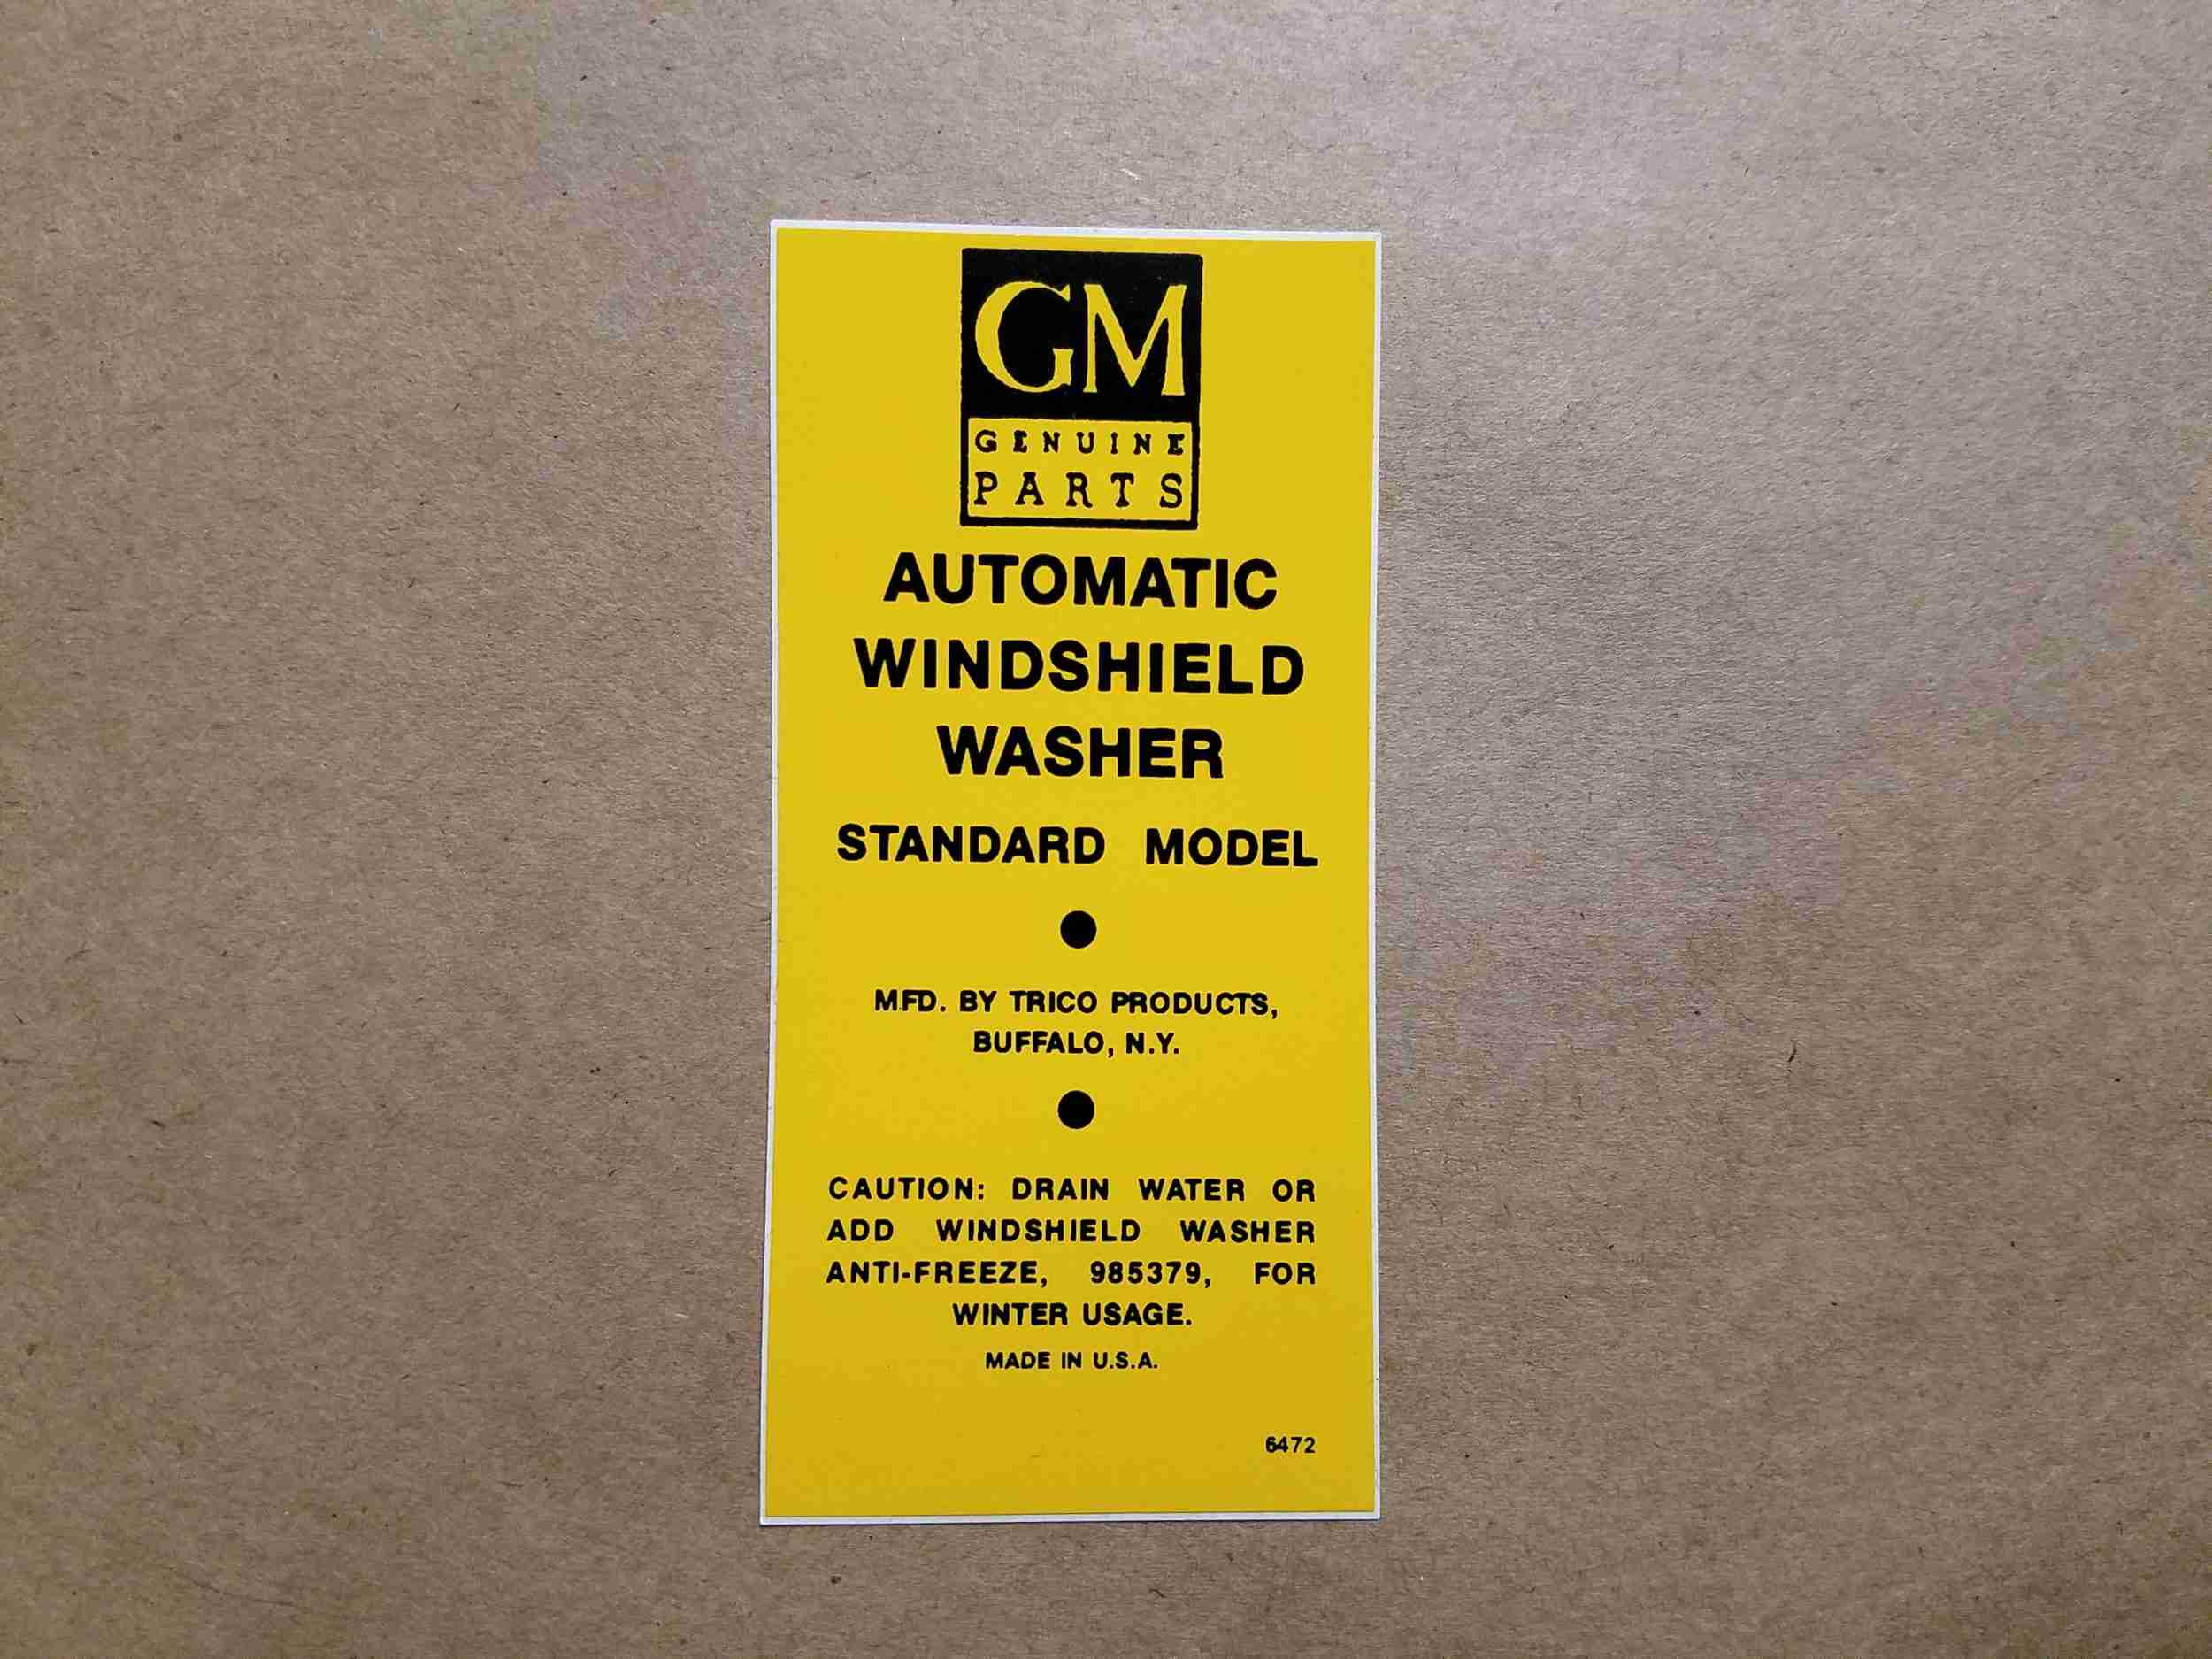 GM
GENUINE
PARTS
AUTOMATIC
WINDSHIELD
WASHER
STANDARD MODEL
MFD. BY TRICO PRODUCTS,
BUFFALO, N.Y.
CAUTION: DRAIN WATER OR
ADD WINDSHIELD WASHER
ANTI-FREEZE, 985379, FOR
WINTER USAGE.
MADE IN U.S.A.
6472